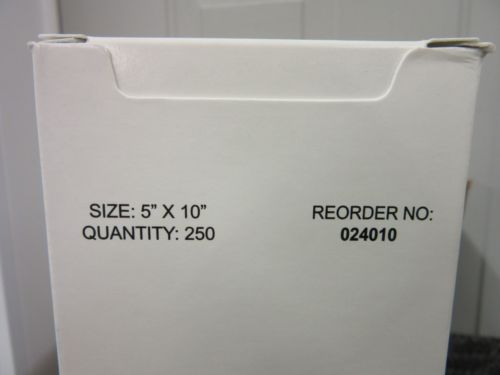 SIZE: 5” X 10”
QUANTITY: 250
REORDER NO:
024010